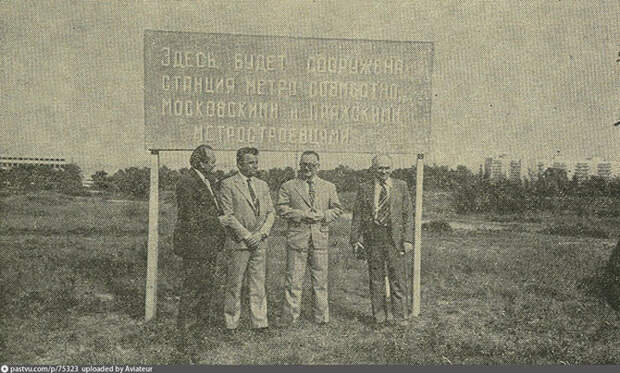 ЗДЕСЬ БУДЕТ СООРУЖЕНА
СТАНЦИЯ МЕТРО СОВМЕСТНО
МОСКОВСКИМИ И ПРАЖСКИМИ
МЕТРОСТРОЕВЦАМИ
pastvu.com/p/75323 uploaded by Aviateur